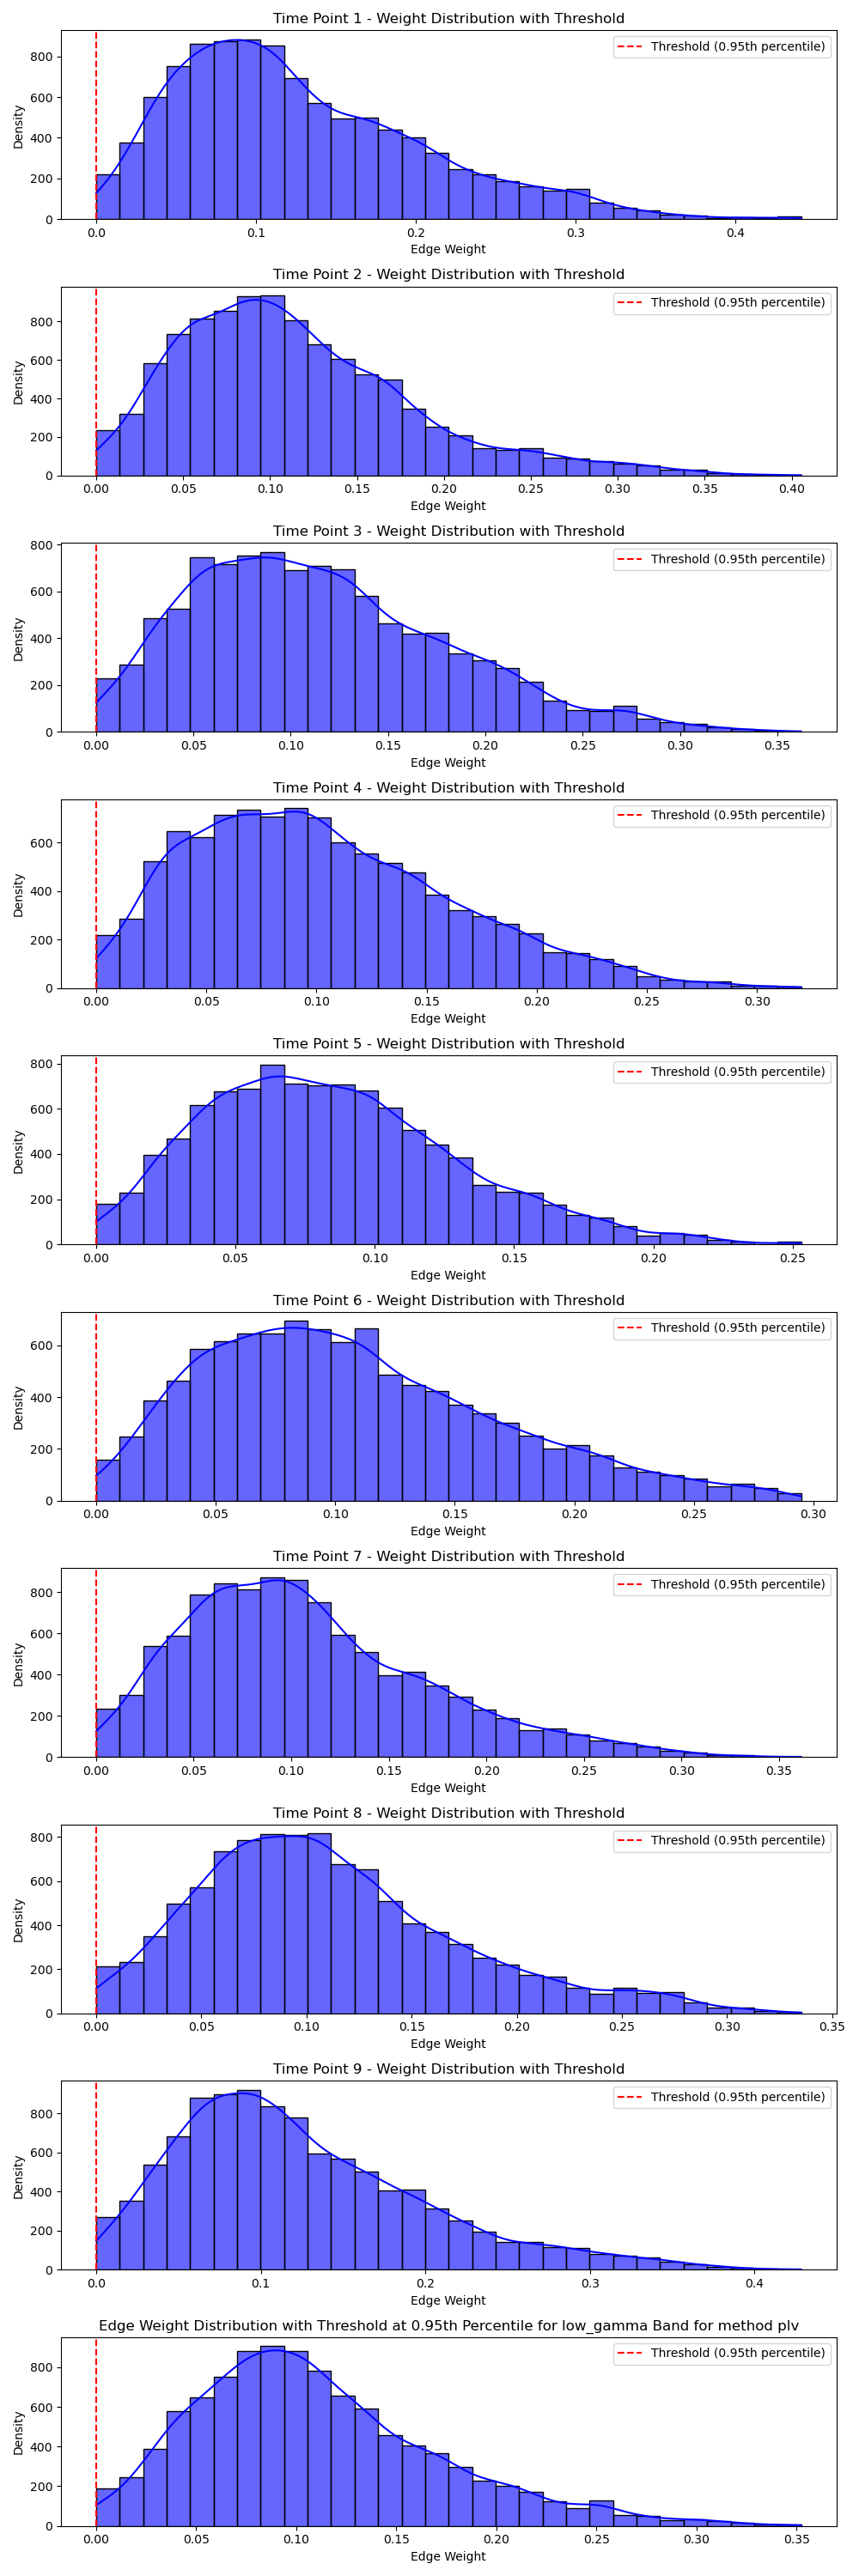 Time Point 1 - Weight Distribution with Threshold
Threshold (0.95th percentile)
Density
800
600
400
200
0
0.0 0.1 0.2 0.3 0.4
Edge Weight
Time Point 2 - Weight Distribution with Threshold
Threshold (0.95th percentile)
Density
800
600
400
200
0
0.00 0.05 0.10 0.15 0.20 0.25 0.30 0.35 0.40
Edge Weight
Time Point 3 - Weight Distribution with Threshold
Threshold (0.95th percentile)
Density
800
600
400
200
0
0.00 0.05 0.10 0.15 0.20 0.25 0.30 0.35
Edge Weight
Time Point 4 - Weight Distribution with Threshold
Threshold (0.95th percentile)
Density
600
400
200
0
0.00 0.05 0.10 0.15 0.20 0.25 0.30
Edge Weight
Time Point 5 - Weight Distribution with Threshold
Threshold (0.95th percentile)
Density
800
600
400
200
0
0.00 0.05 0.10 0.15 0.20 0.25
Edge Weight
Time Point 6 - Weight Distribution with Threshold
Threshold (0.95th percentile)
Density
600
400
200
0
0.00 0.05 0.10 0.15 0.20 0.25 0.30
Edge Weight
Time Point 7 - Weight Distribution with Threshold
Threshold (0.95th percentile)
Density
800
600
400
200
0
0.00 0.05 0.10 0.15 0.20 0.25 0.30 0.35
Edge Weight
Time Point 8 - Weight Distribution with Threshold
Threshold (0.95th percentile)
Density
800
600
400
200
0
0.00 0.05 0.10 0.15 0.20 0.25 0.30 0.35
Edge Weight
Time Point 9 - Weight Distribution with Threshold
Threshold (0.95th percentile)
Density
800
600
400
200
0
0.0 0.1 0.2 0.3 0.4
Edge Weight
Edge Weight Distribution with Threshold at 0.95th Percentile for low_gamma Band for method plv
Threshold (0.95th percentile)
Density
800
600
400
200
0
0.00 0.05 0.10 0.15 0.20 0.25 0.30 0.35
Edge Weight